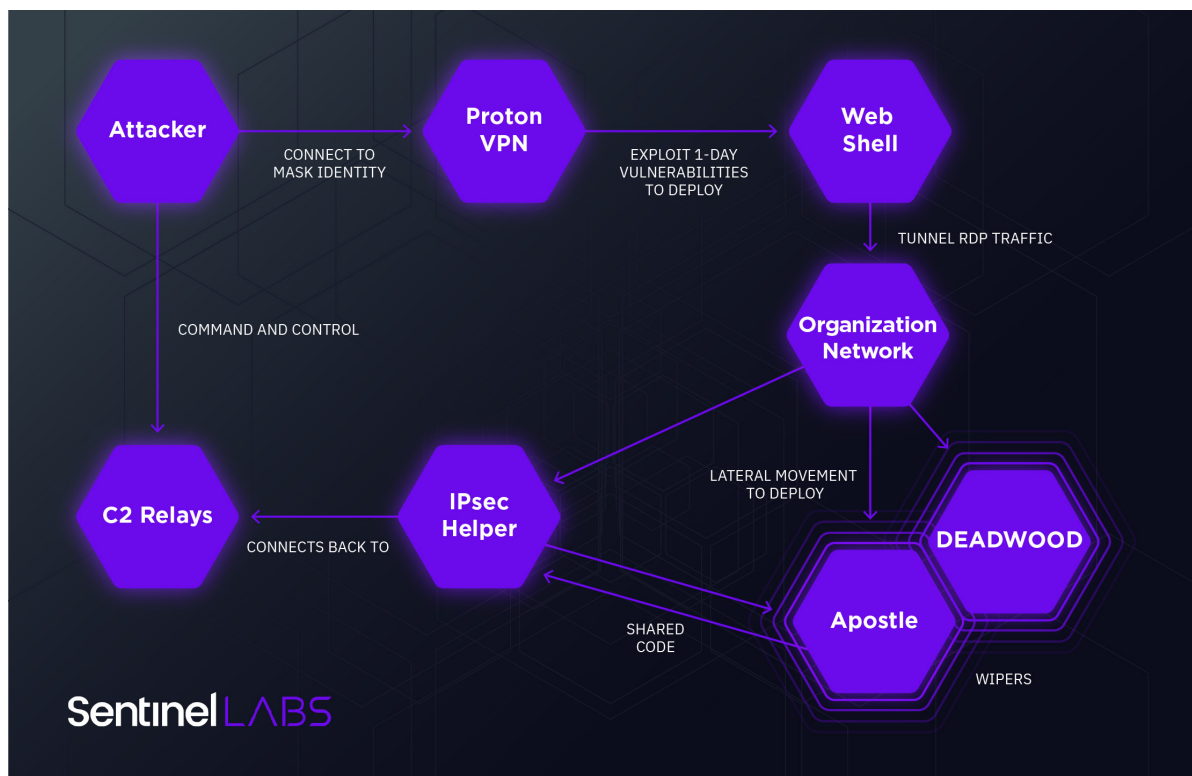 Attacker
CONNECT TO
MASK IDENTITY
Proton
VPN
EXPLOIT 1-DAY
VULNERABILITIES
TO DEPLOY
Web
Shell
TUNNEL RDP TRAFFIC
Organization
Network
COMMAND AND CONTROL
LATERAL MOVEMENT
TO DEPLOY
C2 Relays
CONNECTS BACK TO
IPsec
Helper
DEADWOOD
Apostle
SHARED
CODE
WIPERS
Sentinel LABS